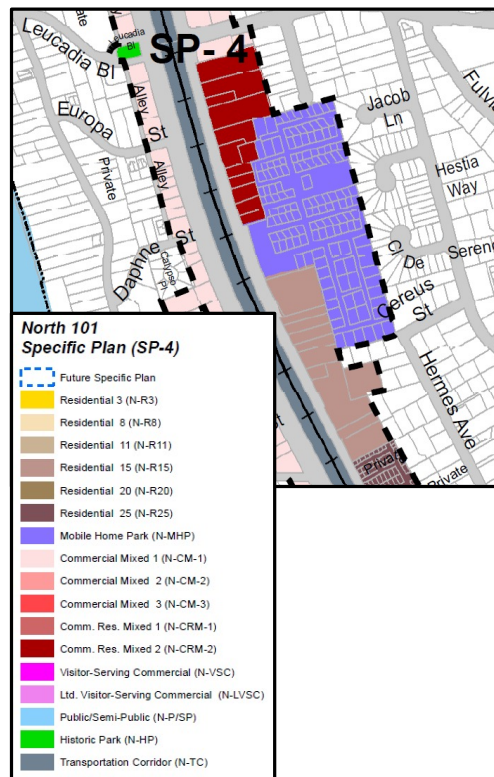 Leucadia Bl
Leucadia
Bl
SP- 4
Europa
St
Private
Alley
Alley
Jacob
Ln
Fulvia
Hestia
Way
Daphne St
Calypso
Pl
Cl De
Cereus
St
Hermes Ave
Private
Private
St
North 101
Specific Plan (SP-4)
Future Specific Plan
Residential 3 (N-R3)
Residential 8 (N-R8)
Residential 11 (N-R11)
Residential 15 (N-R15)
Residential 20 (N-R20)
Residential 25 (N-R25)
Mobile Home Park (N-MHP)
Commercial Mixed 1 (N-CM-1)
Commercial Mixed 2 (N-CM-2)
Commercial Mixed 3 (N-CM-3)
Comm. Res. Mixed 1 (N-CRM-1)
Comm. Res. Mixed 2 (N-CRM-2)
Visitor-Serving Commercial (N-VSC)
Ltd. Visitor-Serving Commercial (N-LVSC)
Public/Semi-Public (N-P/SP)
Historic Park (N-HP)
Transportation Corridor (N-TC)